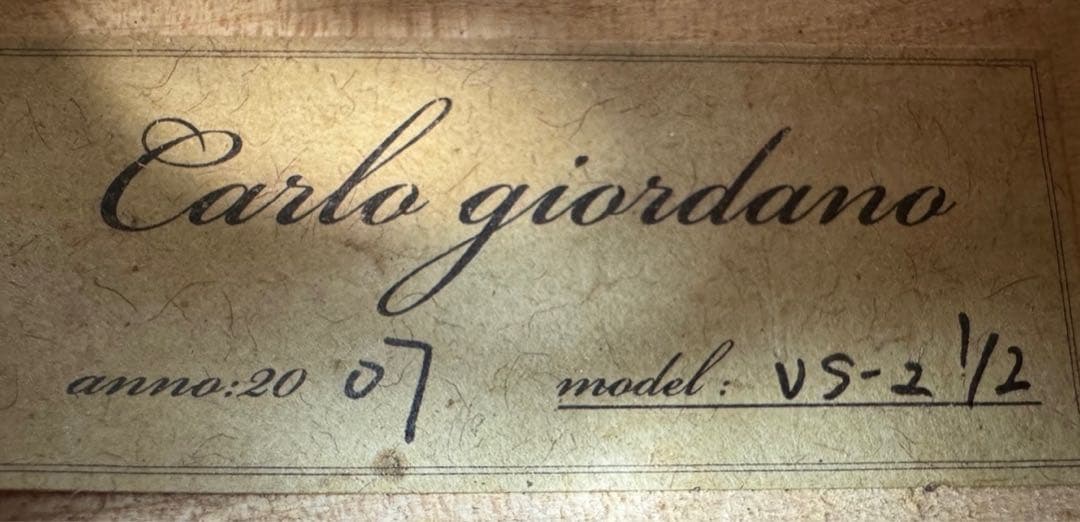 Carlo giordano
anno:20 07 model: VS-2 1/2